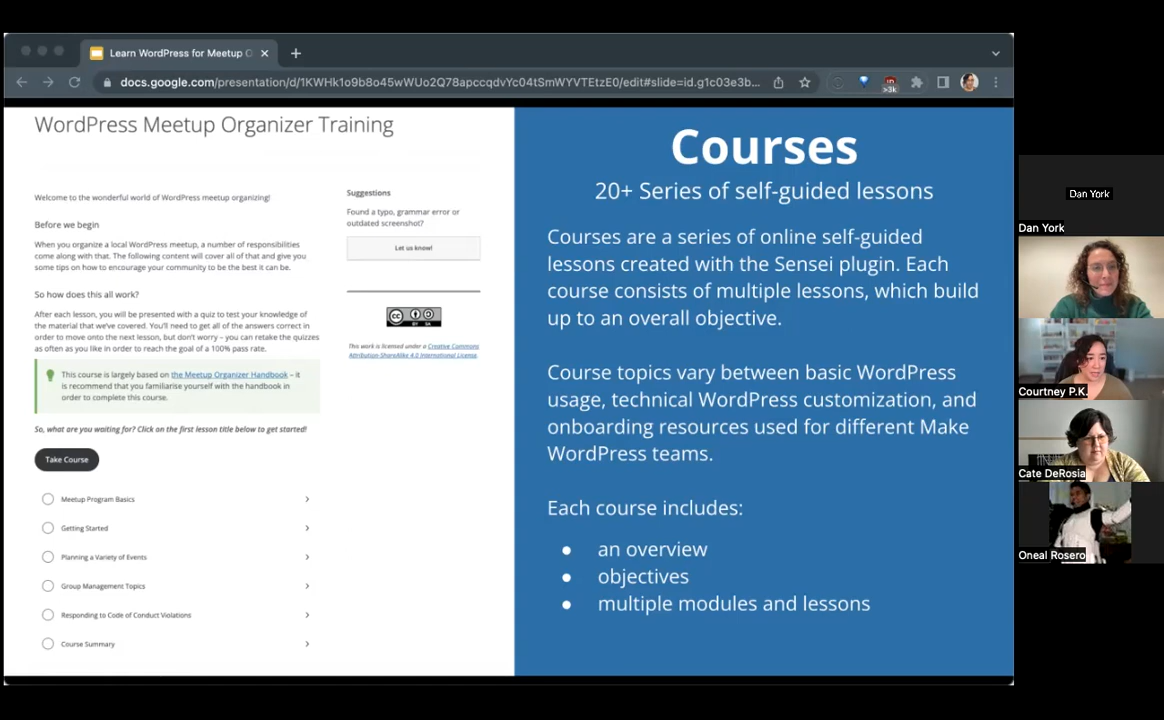 Learn WordPress for Meetup O
docs.google.com/presentation/d/1KWHk1o9b8o45wWUo2Q78apccqdvYc04tSmWYVTEtzE0/edit#slide=id.g1c03e3b...
>3k
WordPress Meetup Organizer Training
Welcome to the wonderful world of WordPress meetup organizing!
Before we begin
When you organize a local WordPress meetup, a number of responsibilities
come along with that. The following content will cover all of that and give you
some tips on how to encourage your community to be the best it can be.
So how does this all work?
After each lesson, you will be presented with a quiz to test your knowledge of
the material that we've covered. You'll need to get all of the answers correct in
order to move onto the next lesson, but don't worry – you can retake the quizzes
as often as you like in order to reach the goal of a 100% pass rate.
This course is largely based on the Meetup Organizer Handbook – it
is recommend that you familiarise yourself with the handbook in
order to complete this course.
So, what are you waiting for? Click on the first lesson title below to get started!
Take Course
Meetup Program Basics
Getting Started
Planning a Variety of Events
Group Management Topics
Responding to Code of Conduct Violations
Course Summary
Suggestions
Found a typo, grammar error or
outdated screenshot?
Let us know!
CC BY SA
This work is licensed under a Creative Commons
Attribution-ShareAlike 4.0 International License.
Courses
20+ Series of self-guided lessons
Courses are a series of online self-guided
lessons created with the Sensei plugin. Each
course consists of multiple lessons, which build
up to an overall objective.
Course topics vary between basic WordPress
usage, technical WordPress customization, and
onboarding resources used for different Make
WordPress teams.
Each course includes:
● an overview
● objectives
● multiple modules and lessons
Dan York
Dan York
Courtney P.K.
Cate DeRosia
Oneal Rosero